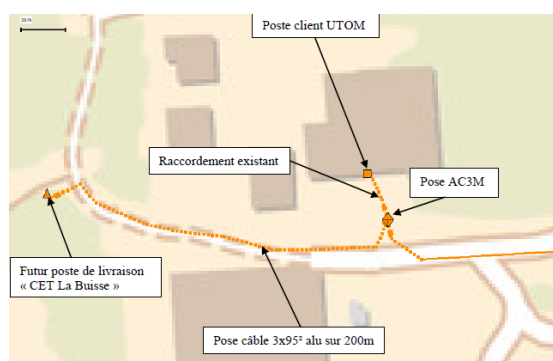 20 m
Poste client UTOM
Raccordement existant
Pose AC3M
Futur poste de livraison
« CET La Buisse »
Pose câble 3x95² alu sur 200m